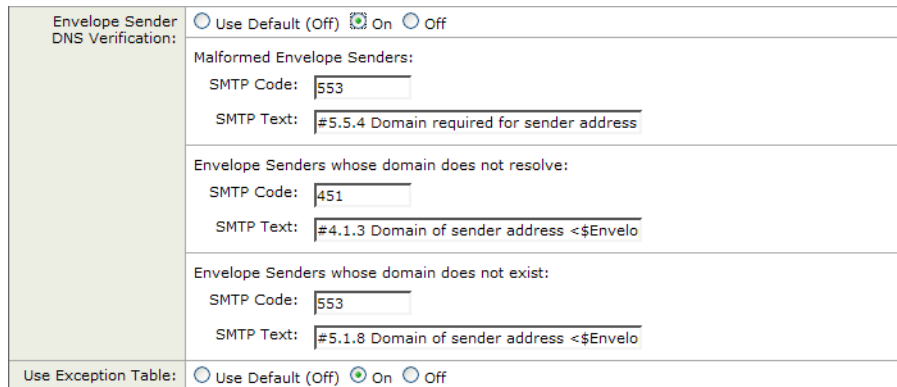 Envelope Sender DNS Verification:
Use Default (Off) On Off
Malformed Envelope Senders:
SMTP Code: 553
SMTP Text: #5.5.4 Domain required for sender address
Envelope Senders whose domain does not resolve:
SMTP Code: 451
SMTP Text: #4.1.3 Domain of sender address <$Envelo
Envelope Senders whose domain does not exist:
SMTP Code: 553
SMTP Text: #5.1.8 Domain of sender address <$Envelo
Use Exception Table: Use Default (Off) On Off